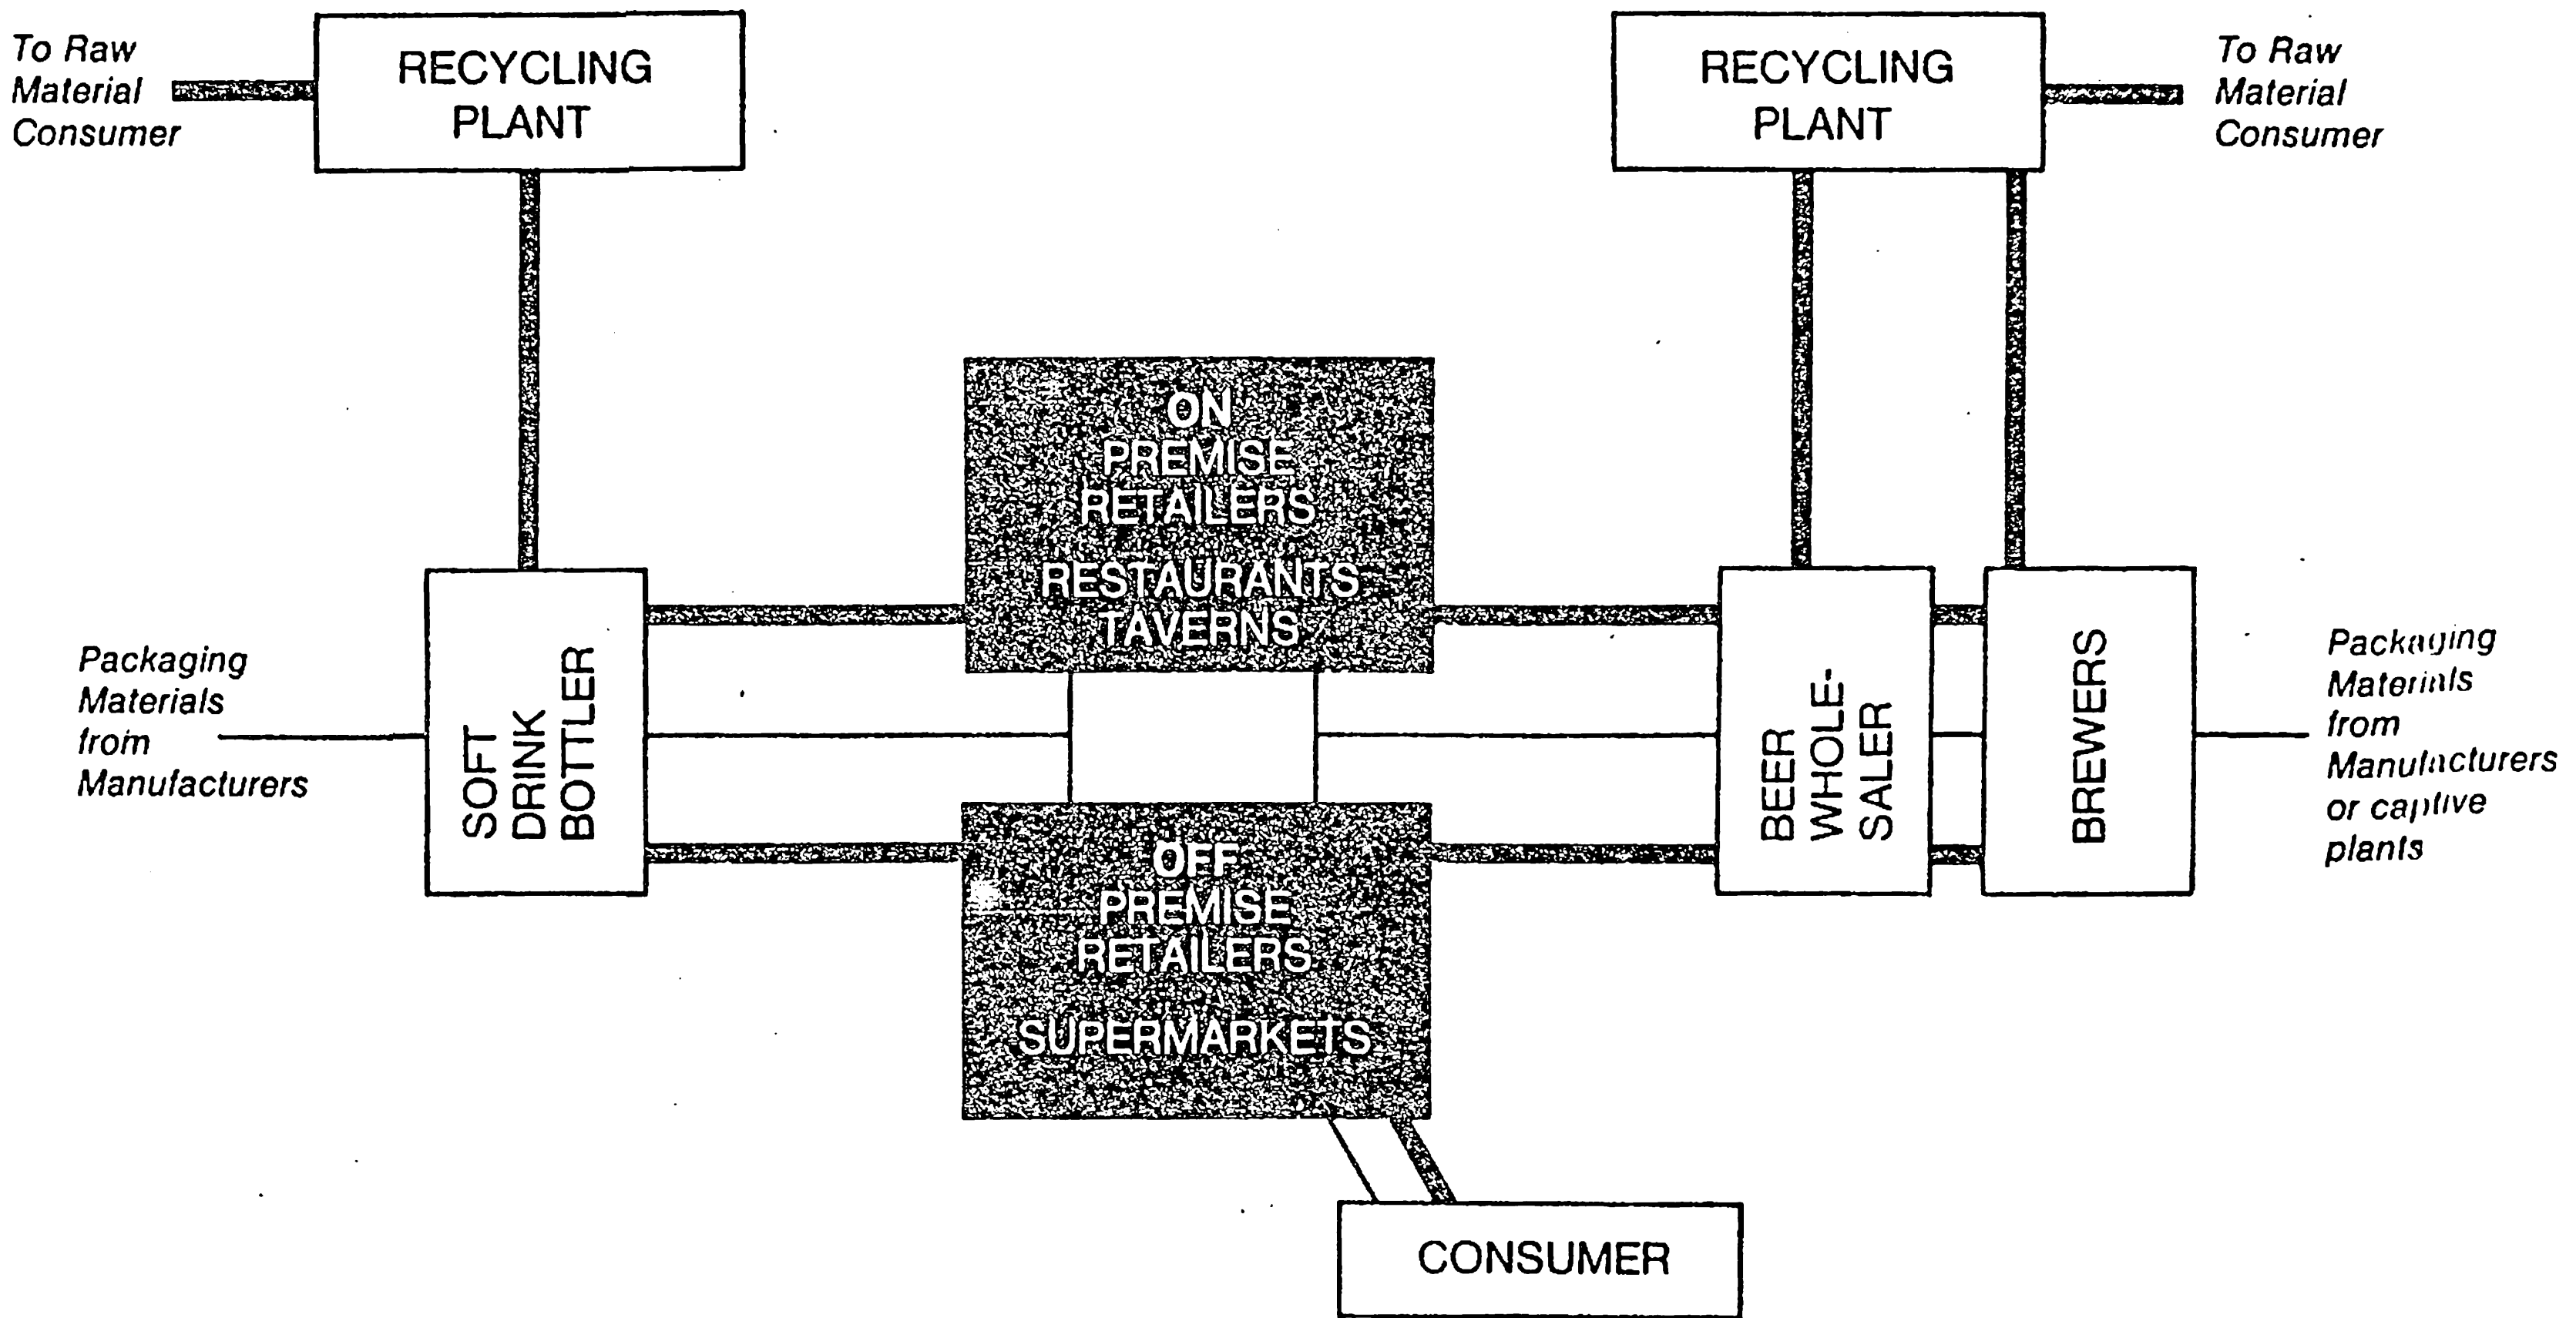 To Raw
Material
Consumer
RECYCLING
PLANT
RECYCLING
PLANT
To Raw
Material
Consumer
ON
PREMISE
RETAILERS
RESTAURANTS
TAVERNS
Packaging
Materials
from
Manufacturers
SOFT
DRINK
BOTTLER
BEER
WHOLE-
SALER
BREWERS
Packaging
Materials
from
Manufacturers
or captive
plants
OFF
PREMISE
RETAILERS
SUPERMARKETS
CONSUMER